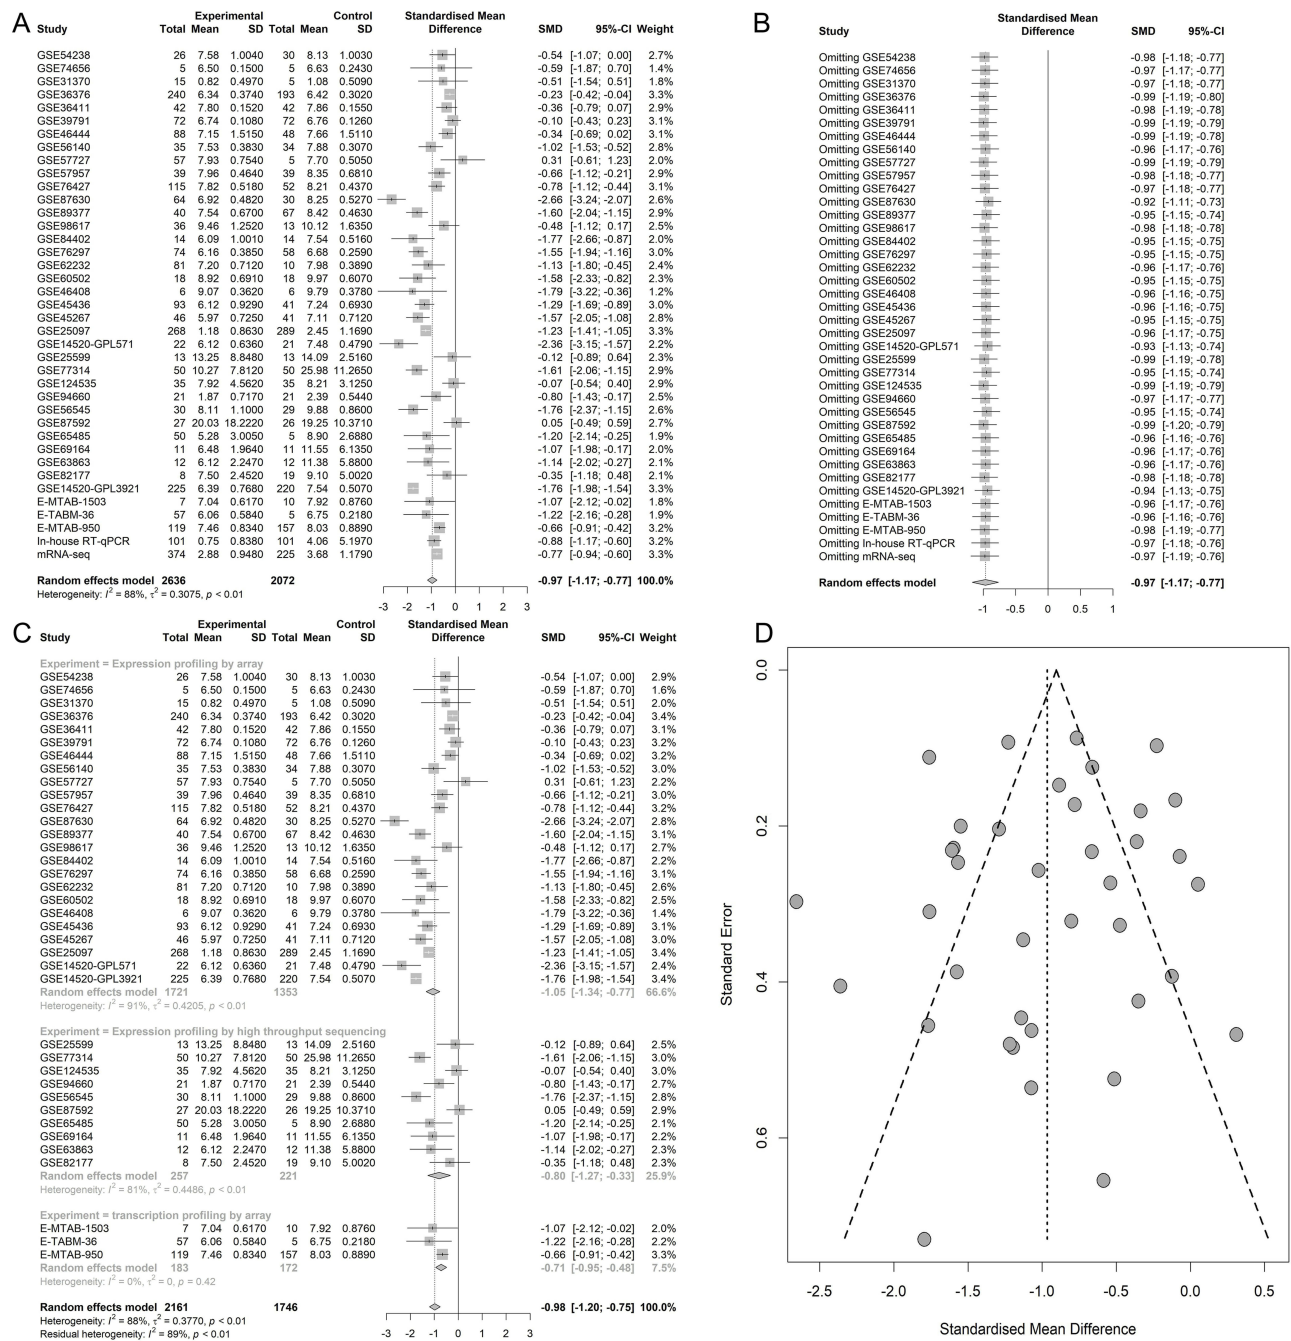 A
Experimental Control Standardised Mean
Study Total Mean SD Total Mean SD Difference SMD 95%-CI Weight
GSE54238 26 7.58 1.0040 30 8.13 1.0030 -0.54 [-1.07; 0.00] 2.7%
GSE74656 5 6.50 0.1500 5 6.63 0.2430 -0.59 [-1.87; 0.70] 1.4%
GSE31370 15 0.82 0.4970 5 1.08 0.5090 -0.51 [-1.54; 0.51] 1.8%
GSE36376 240 6.34 0.3740 193 6.42 0.3020 -0.23 [-0.42; -0.04] 3.3%
GSE36411 42 7.80 0.1520 42 7.86 0.1550 -0.36 [-0.79; 0.07] 2.9%
GSE39791 72 6.74 0.1080 72 6.76 0.1260 -0.10 [-0.43; 0.23] 3.1%
GSE46444 88 7.15 1.5150 48 7.66 1.5110 -0.34 [-0.69; 0.02] 3.1%
GSE56140 35 7.53 0.3830 34 7.88 0.3070 -1.02 [-1.53; -0.52] 2.8%
GSE57727 57 7.93 0.7540 5 7.70 0.5050 0.31 [-0.61; 1.23] 2.0%
GSE57957 39 7.96 0.4640 39 8.35 0.6810 -0.66 [-1.12; -0.21] 2.9%
GSE76427 115 7.82 0.5180 52 8.21 0.4370 -0.78 [-1.12; -0.44] 3.1%
GSE87630 64 6.92 0.4820 30 8.25 0.5270 -2.66 [-3.24; -2.07] 2.6%
GSE89377 40 7.54 0.6700 67 8.42 0.4630 -1.60 [-2.04; -1.15] 2.9%
GSE98617 36 9.46 1.2520 13 10.12 1.6350 -0.48 [-1.12; 0.17] 2.5%
GSE84402 14 6.09 1.0010 14 7.54 0.5160 -1.77 [-2.66; -0.87] 2.0%
GSE76297 74 6.16 0.3850 58 6.68 0.2590 -1.55 [-1.94; -1.16] 3.0%
GSE62232 81 7.20 0.7120 10 7.98 0.3890 -1.13 [-1.80; -0.45] 2.4%
GSE60502 18 8.92 0.6910 18 9.97 0.6070 -1.58 [-2.33; -0.82] 2.3%
GSE46408 6 9.07 0.3620 6 9.79 0.3780 -1.79 [-3.22; -0.36] 1.2%
GSE45436 93 6.12 0.9290 41 7.24 0.6930 -1.29 [-1.69; -0.89] 3.0%
GSE45267 46 5.97 0.7250 41 7.11 0.7120 -1.57 [-2.05; -1.08] 2.8%
GSE25097 268 1.18 0.8630 289 2.45 1.1690 -1.23 [-1.41; -1.05] 3.3%
GSE14520-GPL571 22 6.12 0.6360 21 7.48 0.4790 -2.36 [-3.15; -1.57] 2.2%
GSE25599 13 13.25 8.8480 13 14.09 2.5160 -0.12 [-0.89; 0.64] 2.3%
GSE77314 50 10.27 7.8120 50 25.98 11.2650 -1.61 [-2.06; -1.15] 2.9%
GSE124535 35 7.92 4.5620 35 8.21 3.1250 -0.07 [-0.54; 0.40] 2.9%
GSE94660 21 1.87 0.7170 21 2.39 0.5440 -0.80 [-1.43; -0.17] 2.5%
GSE56545 30 8.11 1.1000 29 9.88 0.8600 -1.76 [-2.37; -1.15] 2.6%
GSE87592 27 20.03 18.2220 26 19.25 10.3710 0.05 [-0.49; 0.59] 2.7%
GSE65485 50 5.28 3.0050 5 8.90 2.6880 -1.20 [-2.14; -0.25] 1.9%
GSE69164 11 6.48 1.9640 11 11.55 6.1350 -1.07 [-1.98; -0.17] 2.0%
GSE63863 12 6.12 2.2470 12 11.38 5.8800 -1.14 [-2.02; -0.27] 2.1%
GSE82177 8 7.50 2.4520 19 9.10 5.0020 -0.35 [-1.18; 0.48] 2.1%
GSE14520-GPL3921 225 6.39 0.7680 220 7.54 0.5070 -1.76 [-1.98; -1.54] 3.3%
E-MTAB-1503 7 7.04 0.6170 10 7.92 0.8760 -1.07 [-2.12; -0.02] 1.8%
E-TABM-36 57 6.06 0.5840 5 6.75 0.2180 -1.22 [-2.16; -0.28] 1.9%
E-MTAB-950 119 7.46 0.8340 157 8.03 0.8890 -0.66 [-0.91; -0.42] 3.2%
In-house RT-qPCR 101 0.75 0.8380 101 4.06 5.1970 -0.88 [-1.17; -0.60] 3.2%
mRNA-seq 374 2.88 0.9480 225 3.68 1.1790 -0.77 [-0.94; -0.60] 3.3%
Random effects model 2636 2072 -0.97 [-1.17; -0.77] 100.0%
Heterogeneity: I² = 88%, τ² = 0.3075, p < 0.01
-3 -2 -1 0 1 2 3
B
Standardised Mean
Study Difference SMD 95%-CI
Omitting GSE54238 -0.98 [-1.18; -0.77]
Omitting GSE74656 -0.97 [-1.17; -0.77]
Omitting GSE31370 -0.97 [-1.18; -0.77]
Omitting GSE36376 -0.99 [-1.19; -0.80]
Omitting GSE36411 -0.99 [-1.19; -0.78]
Omitting GSE39791 -0.99 [-1.19; -0.79]
Omitting GSE46444 -0.99 [-1.19; -0.78]
Omitting GSE56140 -0.96 [-1.17; -0.76]
Omitting GSE57727 -0.99 [-1.19; -0.79]
Omitting GSE57957 -0.98 [-1.18; -0.77]
Omitting GSE76427 -0.97 [-1.18; -0.77]
Omitting GSE87630 -0.92 [-1.11; -0.73]
Omitting GSE89377 -0.95 [-1.15; -0.74]
Omitting GSE98617 -0.98 [-1.18; -0.78]
Omitting GSE84402 -0.95 [-1.15; -0.75]
Omitting GSE76297 -0.95 [-1.15; -0.75]
Omitting GSE62232 -0.96 [-1.17; -0.76]
Omitting GSE60502 -0.95 [-1.15; -0.75]
Omitting GSE46408 -0.96 [-1.16; -0.76]
Omitting GSE45436 -0.96 [-1.16; -0.75]
Omitting GSE45267 -0.95 [-1.15; -0.75]
Omitting GSE25097 -0.96 [-1.17; -0.75]
Omitting GSE14520-GPL571 -0.93 [-1.13; -0.74]
Omitting GSE25599 -0.99 [-1.19; -0.78]
Omitting GSE77314 -0.95 [-1.15; -0.75]
Omitting GSE124535 -0.99 [-1.19; -0.79]
Omitting GSE94660 -0.97 [-1.17; -0.77]
Omitting GSE56545 -0.95 [-1.15; -0.74]
Omitting GSE87592 -0.99 [-1.20; -0.79]
Omitting GSE65485 -0.96 [-1.16; -0.76]
Omitting GSE69164 -0.96 [-1.17; -0.76]
Omitting GSE63863 -0.96 [-1.17; -0.76]
Omitting GSE82177 -0.98 [-1.18; -0.78]
Omitting GSE14520-GPL3921 -0.94 [-1.13; -0.75]
Omitting E-MTAB-1503 -0.96 [-1.17; -0.76]
Omitting E-TABM-36 -0.96 [-1.16; -0.76]
Omitting E-MTAB-950 -0.98 [-1.19; -0.77]
Omitting In-house RT-qPCR -0.97 [-1.18; -0.76]
Omitting mRNA-seq -0.97 [-1.19; -0.76]
Random effects model -0.97 [-1.17; -0.77]
-1 -0.5 0 0.5 1
C
Experimental Control Standardised Mean
Study Total Mean SD Total Mean SD Difference SMD 95%-CI Weight
Experiment = Expression profiling by array
GSE54238 26 7.58 1.0040 30 8.13 1.0030 -0.54 [-1.07; 0.00] 2.9%
GSE74656 5 6.50 0.1500 5 6.63 0.2430 -0.59 [-1.87; 0.70] 1.6%
GSE31370 15 0.82 0.4970 5 1.08 0.5090 -0.51 [-1.54; 0.51] 2.0%
GSE36376 240 6.34 0.3740 193 6.42 0.3020 -0.23 [-0.42; -0.04] 3.4%
GSE36411 42 7.80 0.1520 42 7.86 0.1550 -0.36 [-0.79; 0.07] 3.1%
GSE39791 72 6.74 0.1080 72 6.76 0.1260 -0.10 [-0.43; 0.23] 3.2%
GSE46444 88 7.15 1.5150 48 7.66 1.5110 -0.34 [-0.69; 0.02] 3.2%
GSE56140 35 7.53 0.3830 34 7.88 0.3070 -1.02 [-1.53; -0.52] 3.0%
GSE57727 57 7.93 0.7540 5 7.70 0.5050 0.31 [-0.61; 1.23] 2.2%
GSE57957 39 7.96 0.4640 39 8.35 0.6810 -0.66 [-1.12; -0.21] 3.0%
GSE76427 115 7.82 0.5180 52 8.21 0.4370 -0.78 [-1.12; -0.44] 3.2%
GSE87630 64 6.92 0.4820 30 8.25 0.5270 -2.66 [-3.24; -2.07] 2.8%
GSE89377 40 7.54 0.6700 67 8.42 0.4630 -1.60 [-2.04; -1.15] 3.1%
GSE98617 36 9.46 1.2520 13 10.12 1.6350 -0.48 [-1.12; 0.17] 2.7%
GSE84402 14 6.09 1.0010 14 7.54 0.5160 -1.77 [-2.66; -0.87] 2.2%
GSE76297 74 6.16 0.3850 58 6.68 0.2590 -1.55 [-1.94; -1.16] 3.1%
GSE62232 81 7.20 0.7120 10 7.98 0.3890 -1.13 [-1.80; -0.45] 2.6%
GSE60502 18 8.92 0.6910 18 9.97 0.6070 -1.58 [-2.33; -0.82] 2.5%
GSE46408 6 9.07 0.3620 6 9.79 0.3780 -1.79 [-3.22; -0.36] 1.4%
GSE45436 93 6.12 0.9290 41 7.24 0.6930 -1.29 [-1.69; -0.89] 3.1%
GSE45267 46 5.97 0.7250 41 7.11 0.7120 -1.57 [-2.05; -1.08] 3.0%
GSE25097 268 1.18 0.8630 289 2.45 1.1690 -1.23 [-1.41; -1.05] 3.4%
GSE14520-GPL571 22 6.12 0.6360 21 7.48 0.4790 -2.36 [-3.15; -1.57] 2.4%
GSE14520-GPL3921 225 6.39 0.7680 220 7.54 0.5070 -1.76 [-1.98; -1.54] 3.4%
Random effects model 1721 1353 -1.05 [-1.34; -0.77] 66.6%
Heterogeneity: I² = 91%, τ² = 0.4205, p < 0.01
Experiment = Expression profiling by high throughput sequencing
GSE25599 13 13.25 8.8480 13 14.09 2.5160 -0.12 [-0.89; 0.64] 2.5%
GSE77314 50 10.27 7.8120 50 25.98 11.2650 -1.61 [-2.06; -1.15] 3.0%
GSE124535 35 7.92 4.5620 35 8.21 3.1250 -0.07 [-0.54; 0.40] 3.0%
GSE94660 21 1.87 0.7170 21 2.39 0.5440 -0.80 [-1.43; -0.17] 2.7%
GSE56545 30 8.11 1.1000 29 9.88 0.8600 -1.76 [-2.37; -1.15] 2.8%
GSE87592 27 20.03 18.2220 26 19.25 10.3710 0.05 [-0.49; 0.59] 2.9%
GSE65485 50 5.28 3.0050 5 8.90 2.6880 -1.20 [-2.14; -0.25] 2.1%
GSE69164 11 6.48 1.9640 11 11.55 6.1350 -1.07 [-1.98; -0.17] 2.2%
GSE63863 12 6.12 2.2470 12 11.38 5.8800 -1.14 [-2.02; -0.27] 2.3%
GSE82177 8 7.50 2.4520 19 9.10 5.0020 -0.35 [-1.18; 0.48] 2.3%
Random effects model 257 221 -0.80 [-1.27; -0.33] 25.9%
Heterogeneity: I² = 81%, τ² = 0.4486, p < 0.01
Experiment = transcription profiling by array
E-MTAB-1503 7 7.04 0.6170 10 7.92 0.8760 -1.07 [-2.12; -0.02] 2.0%
E-TABM-36 57 6.06 0.5840 5 6.75 0.2180 -1.22 [-2.16; -0.28] 2.2%
E-MTAB-950 119 7.46 0.8340 157 8.03 0.8890 -0.66 [-0.91; -0.42] 3.3%
Random effects model 183 172 -0.71 [-0.95; -0.48] 7.5%
Heterogeneity: I² = 0%, τ² = 0, p = 0.42
Random effects model 2161 1746 -0.98 [-1.20; -0.75] 100.0%
Heterogeneity: I² = 88%, τ² = 0.3770, p < 0.01
Residual heterogeneity: I² = 89%, p < 0.01
-3 -2 -1 0 1 2 3
D
Standard Error
0.0
0.2
0.4
0.6
-2.5 -2.0 -1.5 -1.0 -0.5 0.0 0.5
Standardised Mean Difference